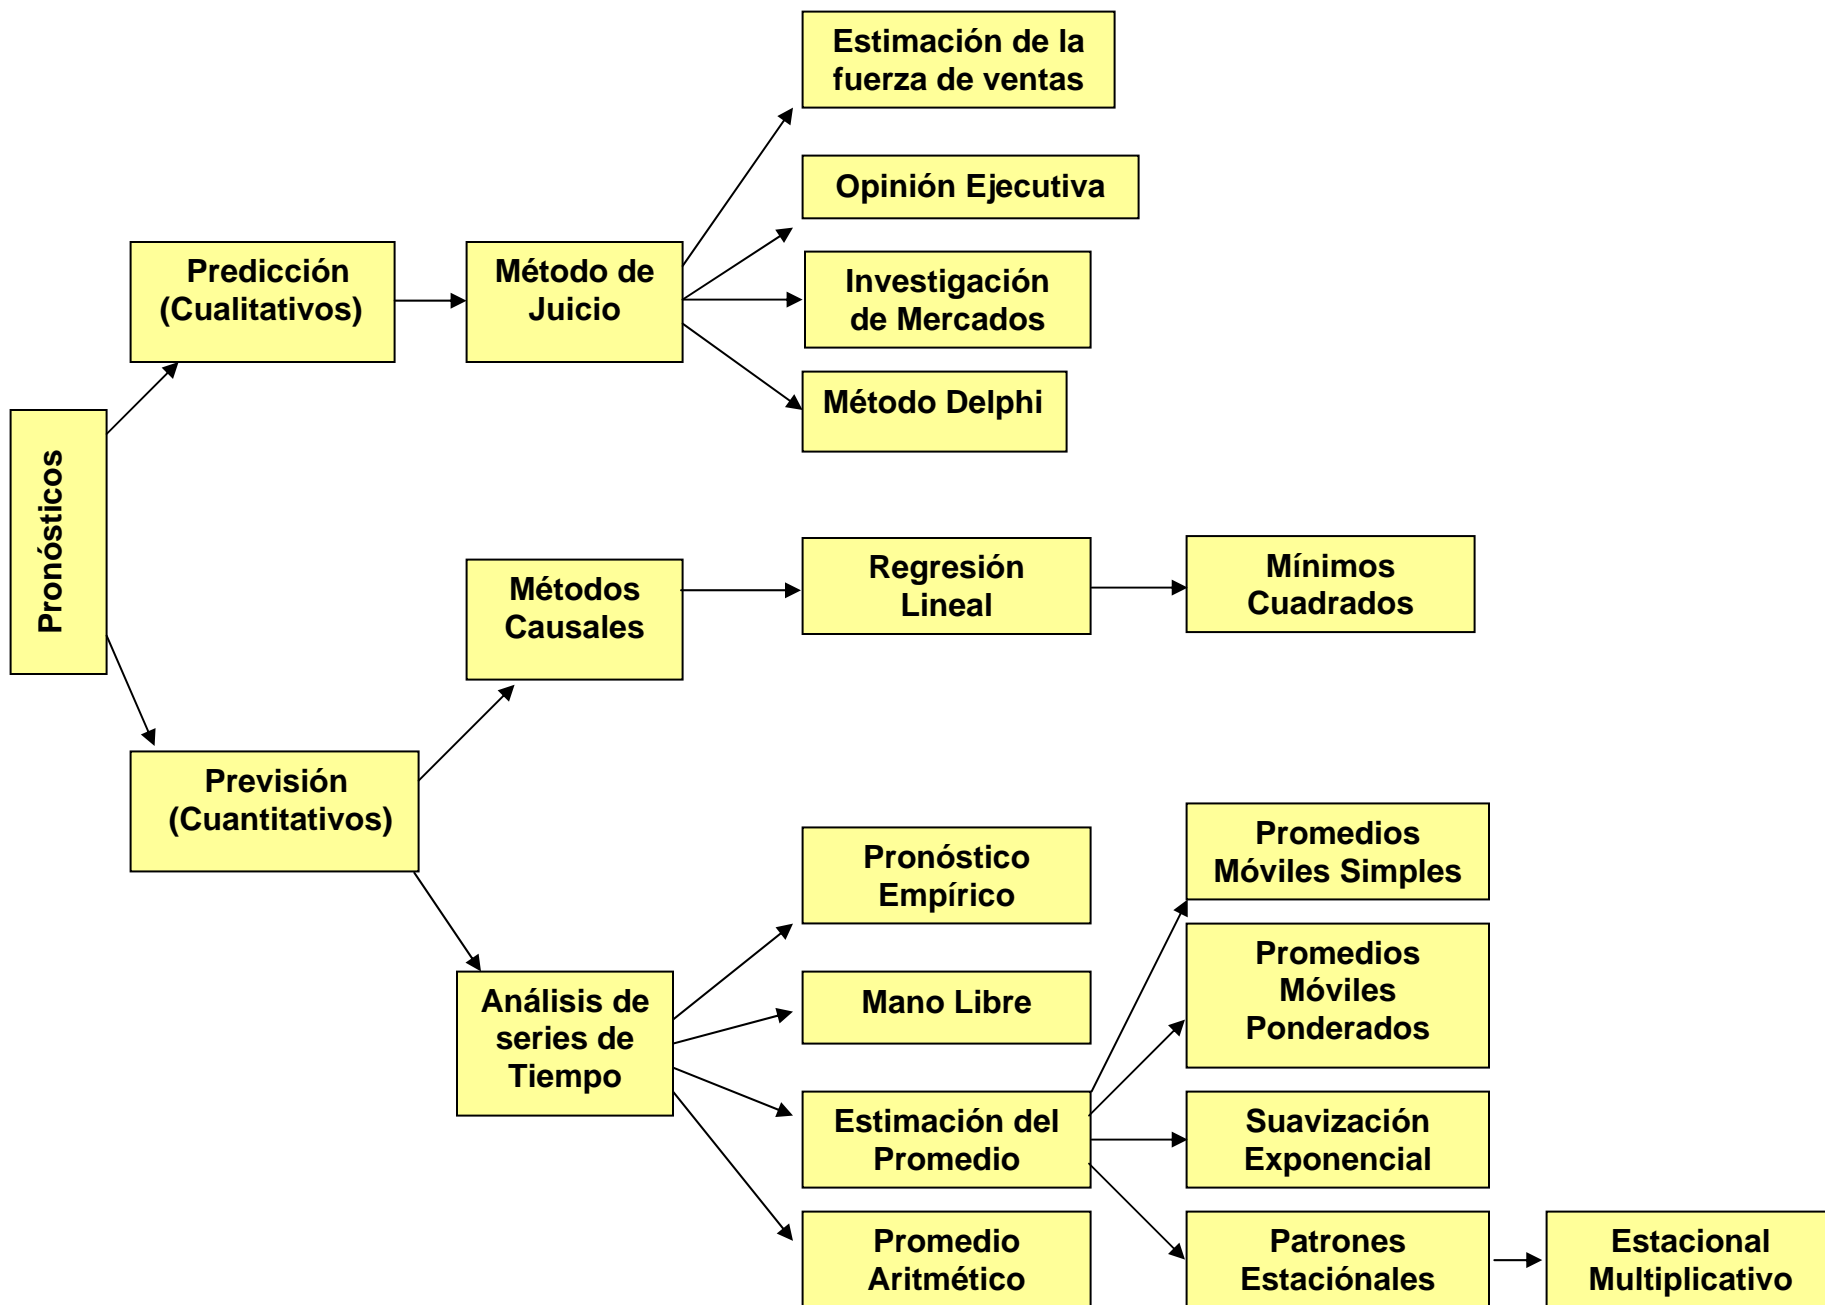 Estimación de la
fuerza de ventas
Opinión Ejecutiva
Predicción
(Cualitativos)
Método de
Juicio
Investigación
de Mercados
Método Delphi
Pronósticos
Métodos
Causales
Regresión
Lineal
Mínimos
Cuadrados
Previsión
(Cuantitativos)
Pronóstico
Empírico
Promedios
Móviles Simples
Análisis de
series de
Tiempo
Mano Libre
Promedios
Móviles
Ponderados
Estimación del
Promedio
Suavización
Exponencial
Promedio
Aritmético
Patrones
Estaciónales
Estacional
Multiplicativo